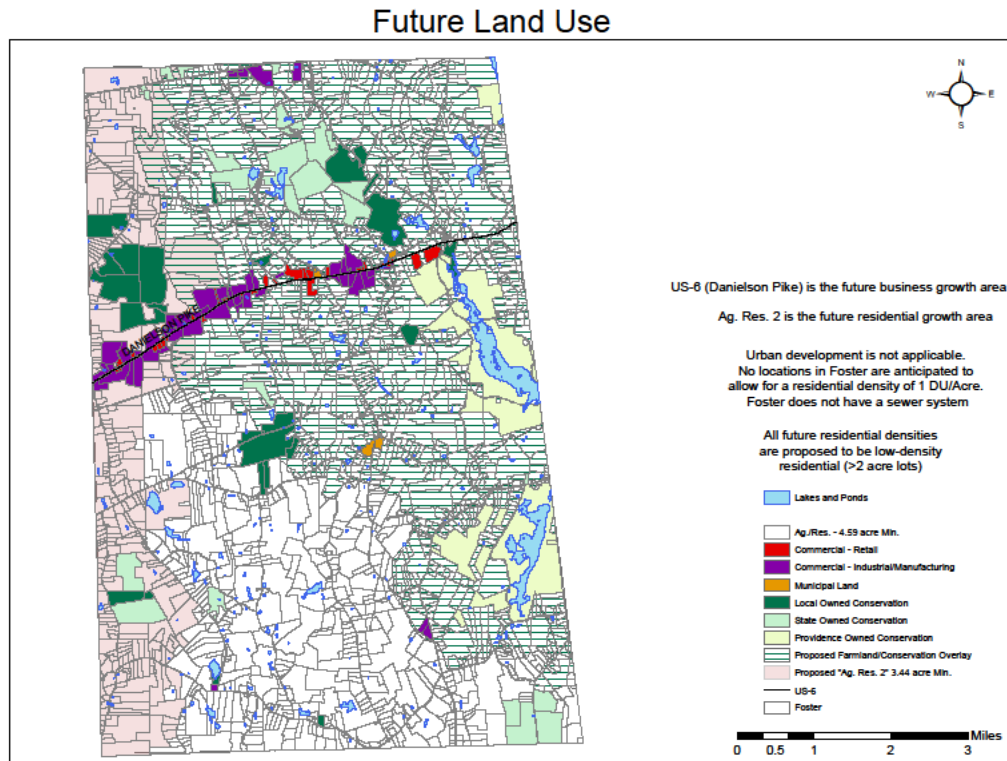 Future Land Use
N
W E
S
DANIELSON PIKE
US-6 (Danielson Pike) is the future business growth area
Ag. Res. 2 is the future residential growth area
Urban development is not applicable.
No locations in Foster are anticipated to
allow for a residential density of 1 DU/Acre.
Foster does not have a sewer system
All future residential densities
are proposed to be low-density
residential (>2 acre lots)
Lakes and Ponds
Ag./Res. - 4.59 acre Min.
Commercial - Retail
Commercial - Industrial/Manufacturing
Municipal Land
Local Owned Conservation
State Owned Conservation
Providence Owned Conservation
Proposed Farmland/Conservation Overlay
Proposed "Ag. Res. 2" 3.44 acre Min.
US-6
Foster
Miles
0 0.5 1 2 3